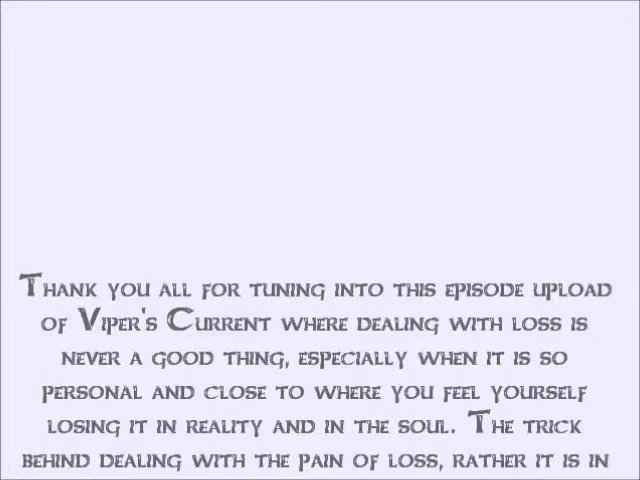 Thank you all for tuning into this episode upload
of Viper's Current where dealing with loss is
never a good thing, especially when it is so
personal and close to where you feel yourself
losing it in reality and in the soul. The trick
behind dealing with the pain of loss, rather it is in